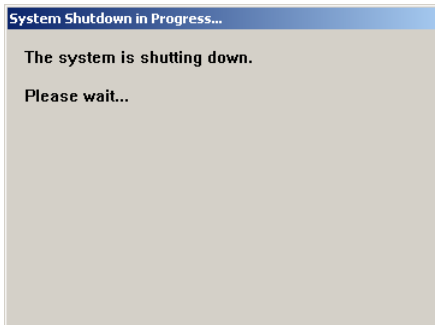 System Shutdown in Progress...
The system is shutting down.
Please wait...